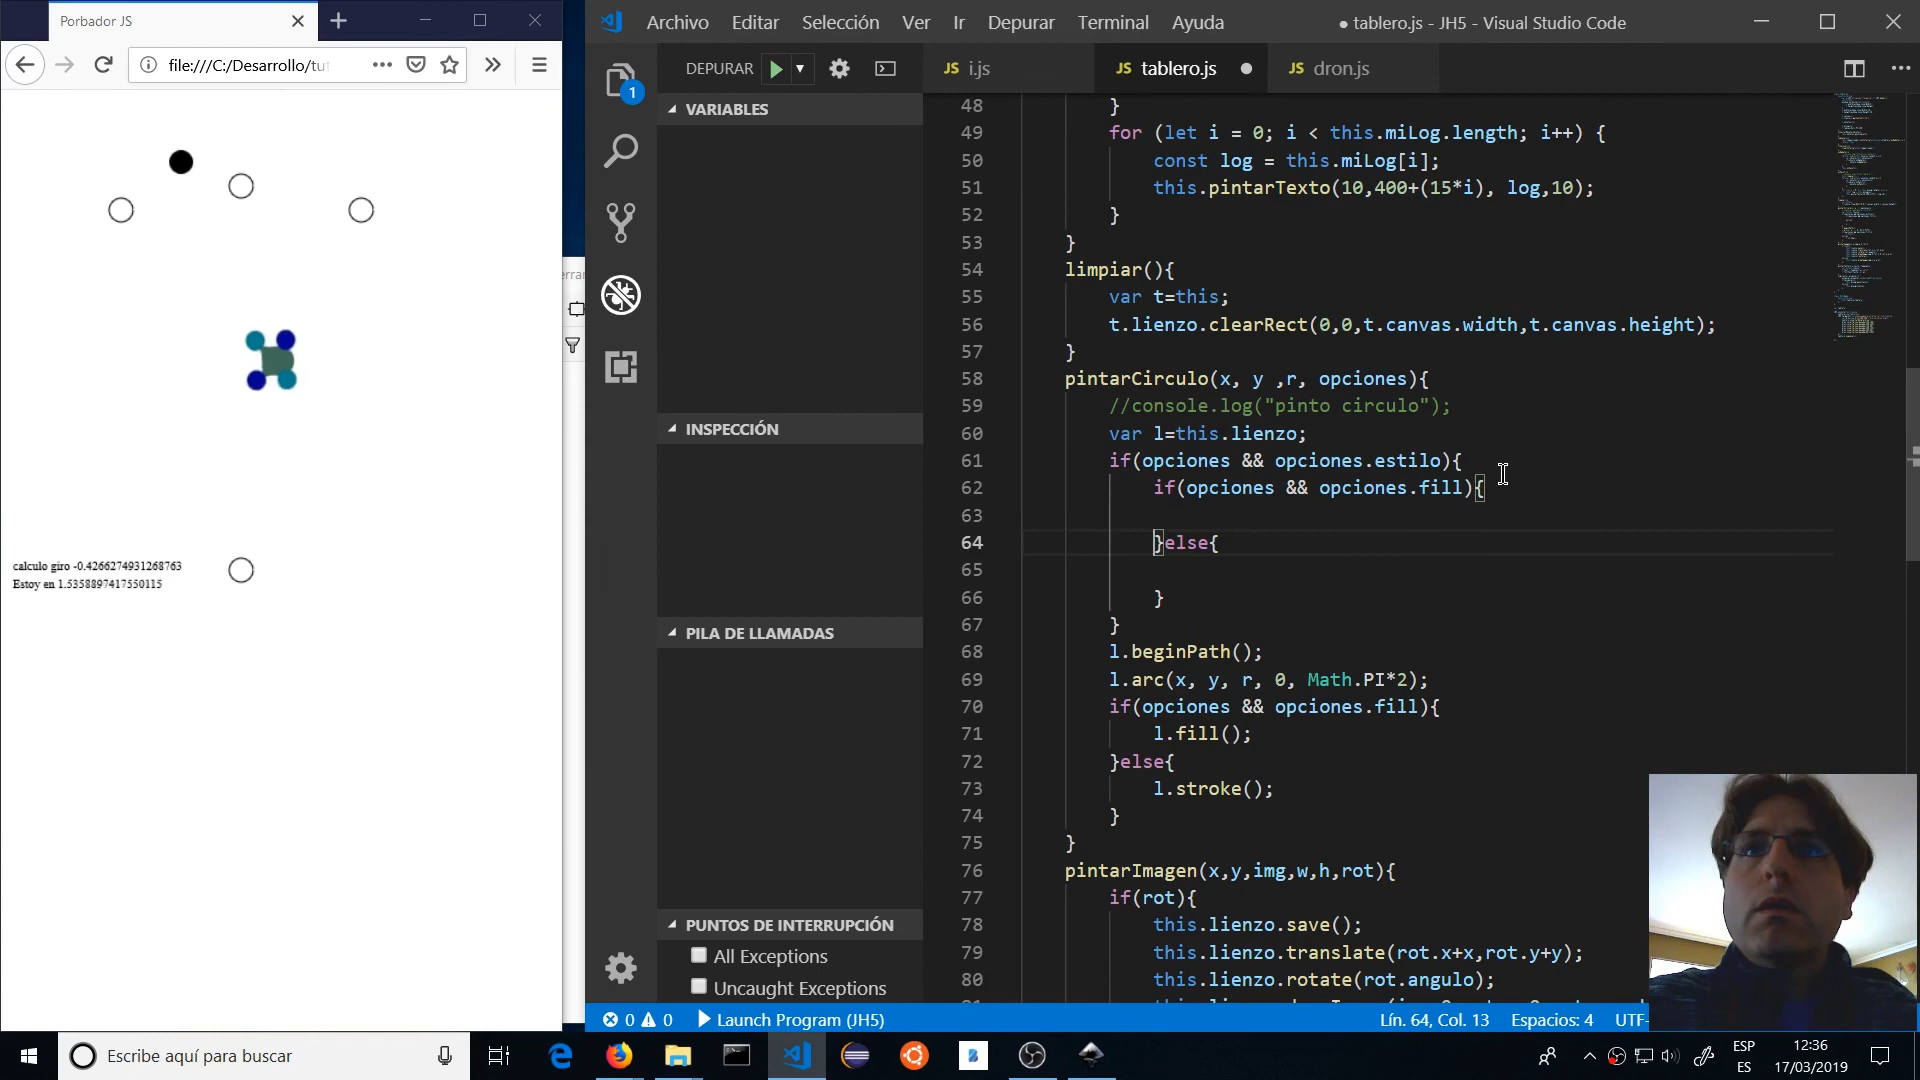 Porbador JS
file:///C:/Desarrollo/tut
calculo giro -0.4266274931268763
Estoy en 1.5358897417550115
Archivo Editar Selección Ver Ir Depurar Terminal Ayuda
● tablero.js - JH5 - Visual Studio Code
1
DEPURAR
VARIABLES
INSPECCIÓN
PILA DE LLAMADAS
PUNTOS DE INTERRUPCIÓN
All Exceptions
Uncaught Exceptions
JS i.js
JS tablero.js ●
JS dron.js
48 }
49 for (let i = 0; i < this.miLog.length; i++) {
50 const log = this.miLog[i];
51 this.pintarTexto(10,400+(15*i), log,10);
52 }
53 }
54 limpiar(){
55 var t=this;
56 t.lienzo.clearRect(0,0,t.canvas.width,t.canvas.height);
57 }
58 pintarCirculo(x, y ,r, opciones){
59 //console.log("pinto circulo");
60 var l=this.lienzo;
61 if(opciones && opciones.estilo){
62 if(opciones && opciones.fill){
63
64 }else{
65
66 }
67 }
68 l.beginPath();
69 l.arc(x, y, r, 0, Math.PI*2);
70 if(opciones && opciones.fill){
71 l.fill();
72 }else{
73 l.stroke();
74 }
75 }
76 pintarImagen(x,y,img,w,h,rot){
77 if(rot){
78 this.lienzo.save();
79 this.lienzo.translate(rot.x+x,rot.y+y);
80 this.lienzo.rotate(rot.angulo);
0 0 Launch Program (JH5)
Lín. 64, Col. 13 Espacios: 4 UTF-
Escribe aquí para buscar
ESP
ES
12:36
17/03/2019